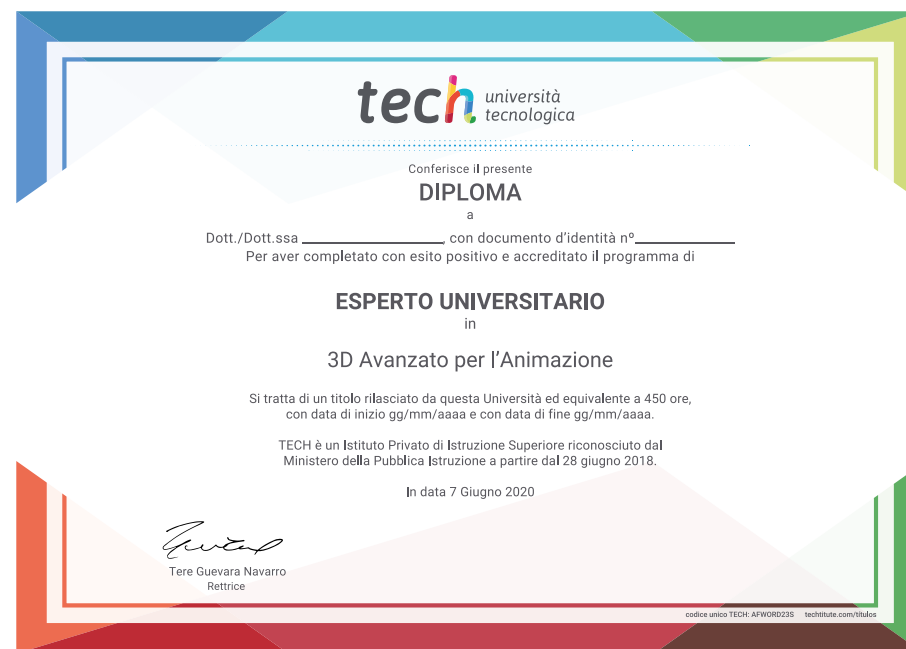 tech università
tecnologica
Conferisce il presente
DIPLOMA
a
Dott./Dott.ssa ____________________, con documento d'identità nº______________
Per aver completato con esito positivo e accreditato il programma di
ESPERTO UNIVERSITARIO
in
3D Avanzato per l'Animazione
Si tratta di un titolo rilasciato da questa Università ed equivalente a 450 ore,
con data di inizio gg/mm/aaaa e con data di fine gg/mm/aaaa.
TECH è un Istituto Privato di Istruzione Superiore riconosciuto dal
Ministero della Pubblica Istruzione a partire dal 28 giugno 2018.
In data 7 Giugno 2020
Tere Guevara Navarro
Rettrice
codice unico TECH: AFWORD23S techtitute.com/titulos